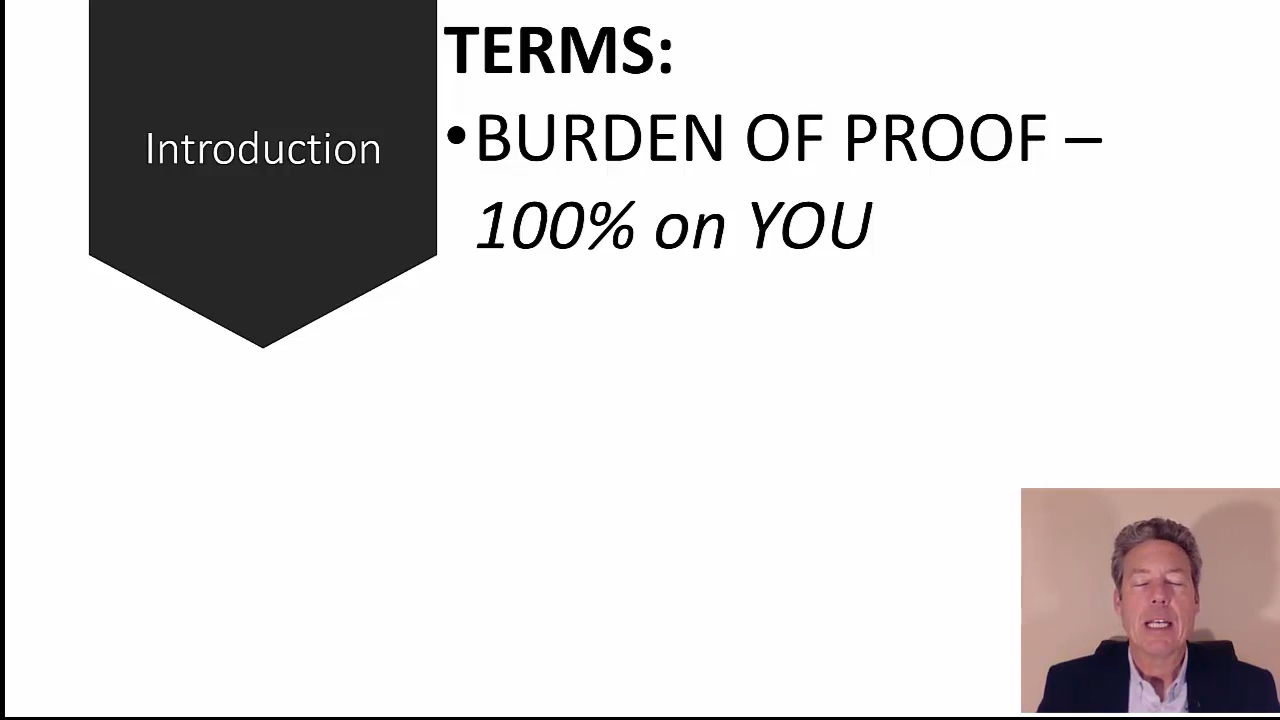 Introduction
TERMS:
•BURDEN OF PROOF –
100% on YOU